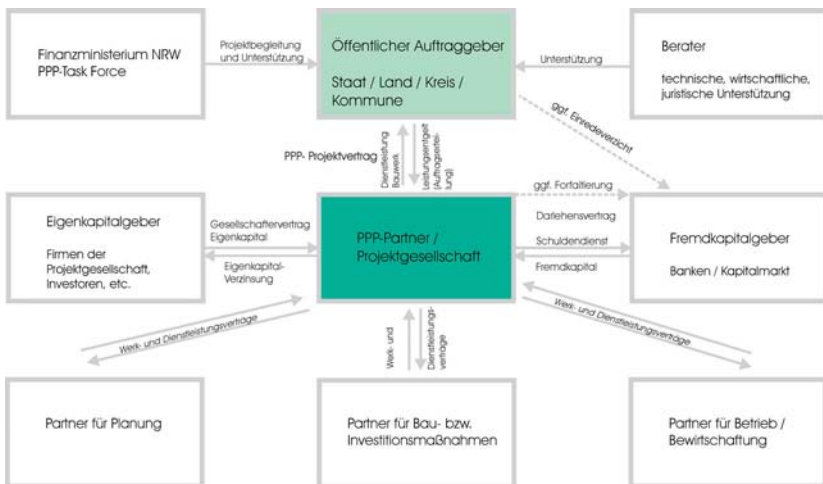 Finanzministerium NRW
PPP-Task Force
Projektbegleitung
und Unterstützung
Öffentlicher Auftraggeber
Staat / Land / Kreis /
Kommune
Unterstützung
Berater
technische, wirtschaftliche,
juristische Unterstützung
ggf. Einredeverzicht
PPP- Projektvertrag
Dienstleistung
Bauwerk
Leistungsentgelt
(Auftragsertei-
lung)
Eigenkapitalgeber
Firmen der
Projektgesellschaft,
Investoren, etc.
Gesellschaftervertrag
Eigenkapital
Eigenkapital-
Verzinsung
PPP-Partner /
Projektgesellschaft
ggf. Forfaitierung
Darlehensvertrag
Schuldendienst
Fremdkapital
Fremdkapitalgeber
Banken / Kapitalmarkt
Werk- und Dienstleistungsverträge
Werk- und
Dienstleistungs-
verträge
Werk- und Dienstleistungsverträge
Partner für Planung
Partner für Bau- bzw.
Investitionsmaßnahmen
Partner für Betrieb /
Bewirtschaftung